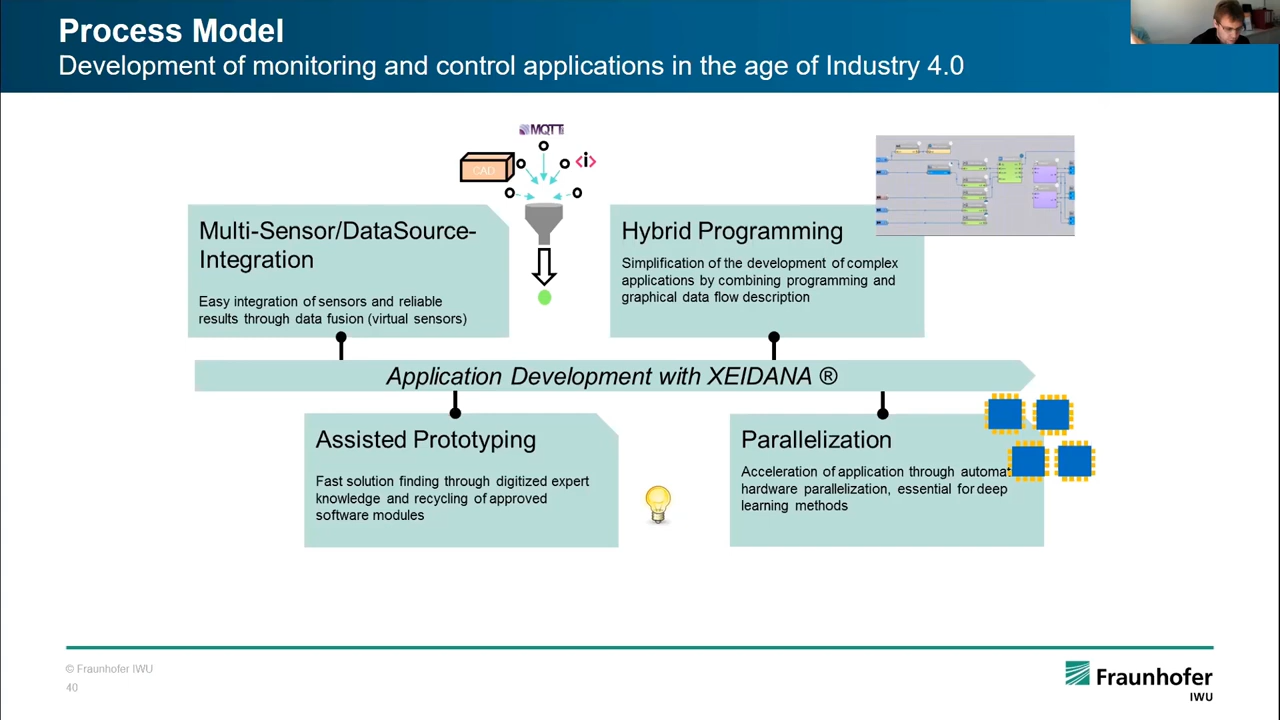 Process Model
Development of monitoring and control applications in the age of Industry 4.0
MQTT
CAD
<i>
Multi-Sensor/DataSource-
Integration
Easy integration of sensors and reliable
results through data fusion (virtual sensors)
Hybrid Programming
Simplification of the development of complex
applications by combining programming and
graphical data flow description
Application Development with XEIDANA ®
Assisted Prototyping
Fast solution finding through digitized expert
knowledge and recycling of approved
software modules
Parallelization
Acceleration of application through automat
hardware parallelization, essential for deep
learning methods
© Fraunhofer IWU
40
Fraunhofer
IWU